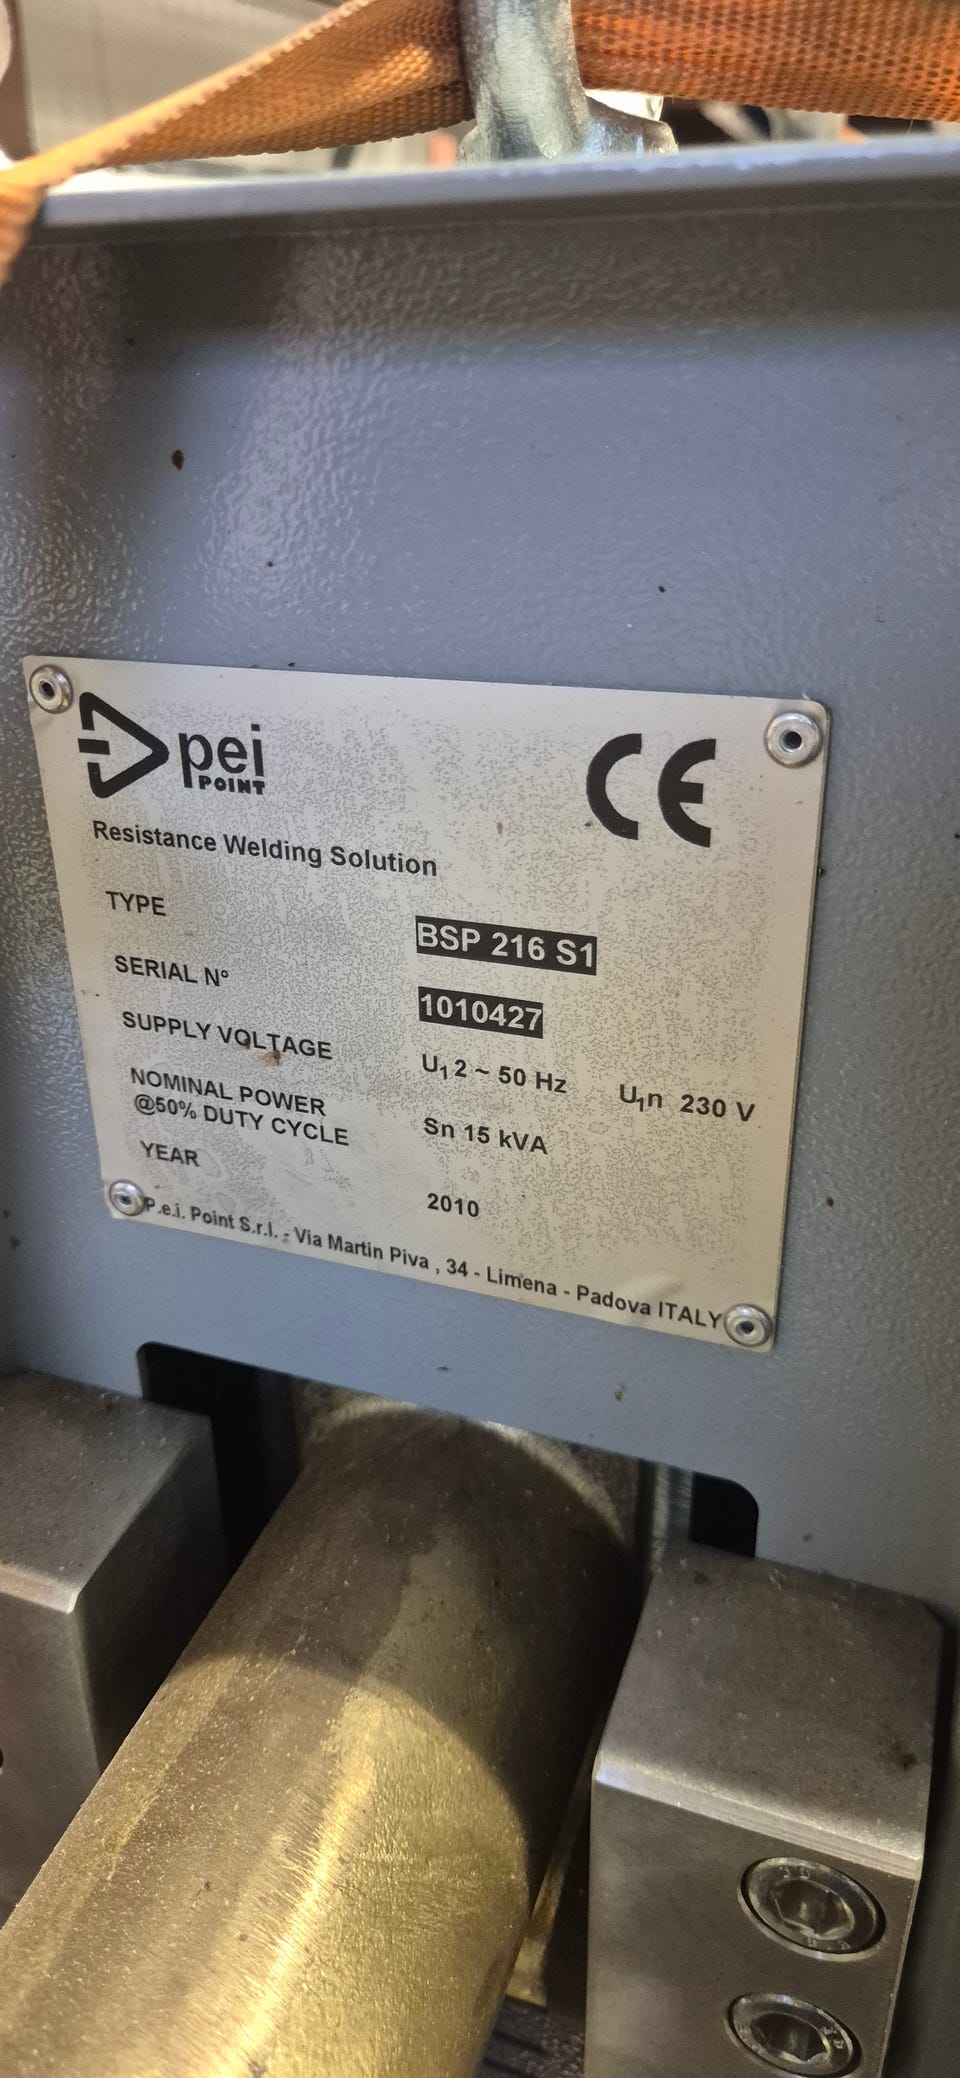 pei
POINT
CE
Resistance Welding Solution
TYPE BSP 216 S1
SERIAL N° 1010427
SUPPLY VOLTAGE U1 2 ~ 50 Hz U1n 230 V
NOMINAL POWER
@50% DUTY CYCLE Sn 15 kVA
YEAR 2010
P.e.i. Point S.r.l. - Via Martin Piva , 34 - Limena - Padova ITALY